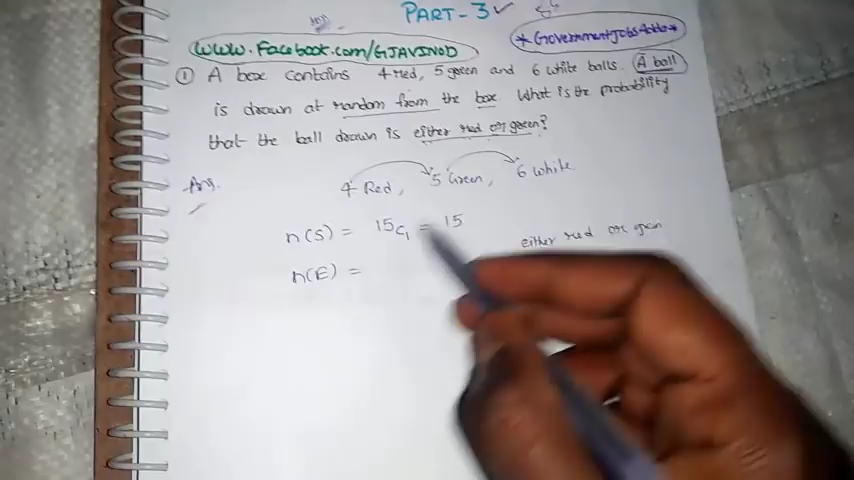 PART-3
www.Facebook.com/GJAVINOD
*GovernmentJobsAdda*
① A box contains 4 red, 5 green and 6 white balls. A ball
is drawn at random from the box What is the probability
that the ball drawn is either red or green?
Ans.
4 Red, 5 Green, 6 White
n(S) = 15C₁ = 15
either red or green
n(E) =